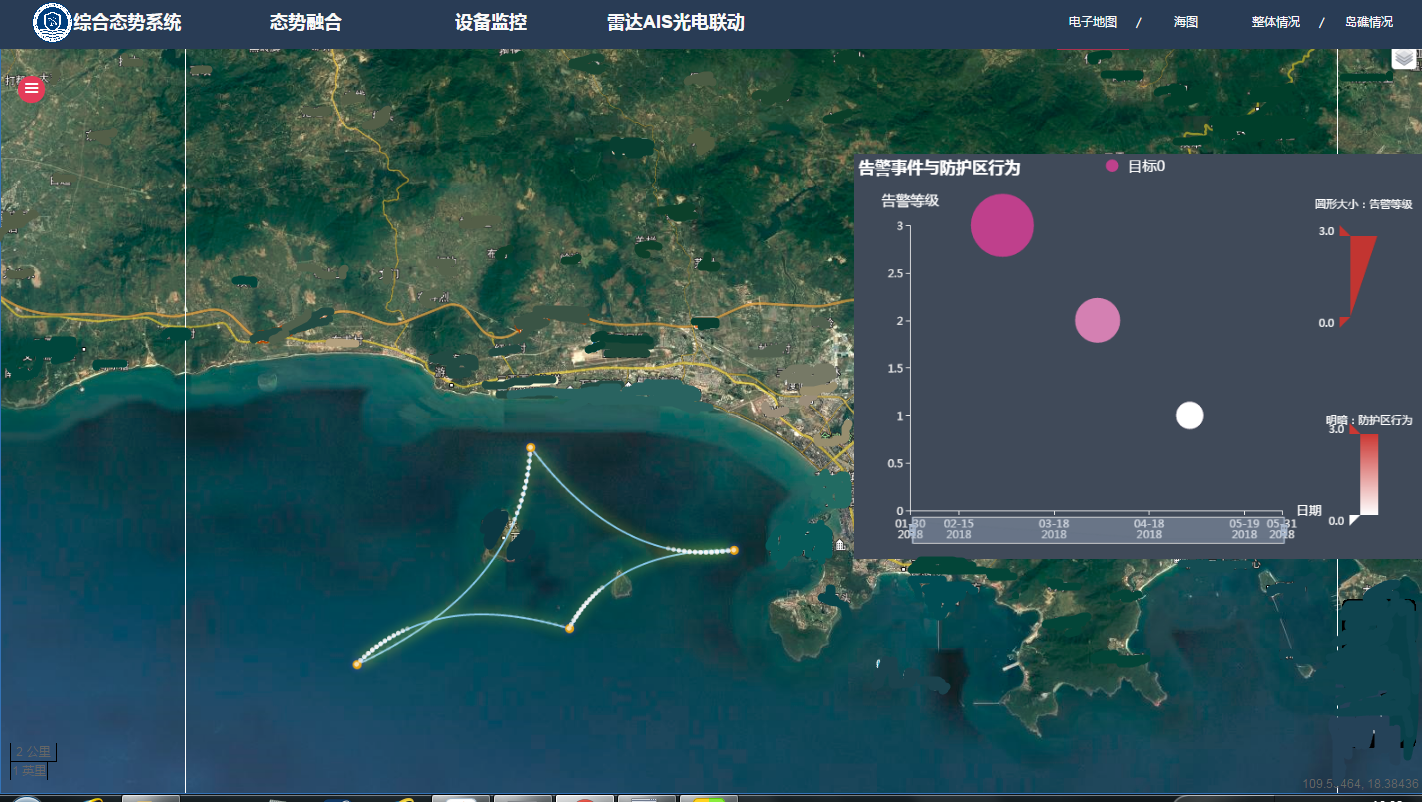 综合态势系统
态势融合
设备监控
雷达AIS光电联动
电子地图 / 海图
整体情况 / 岛礁情况
告警事件与防护区行为
目标0
告警等级
3
2.5
2
1.5
1
0.5
0
01-30
2018
02-15
2018
03-18
2018
04-18
2018
05-19
2018
05-31
2018
日期
圆形大小：告警等级
3.0
0.0
明暗：防护区行为
3.0
0.0
2 公里
1 英里